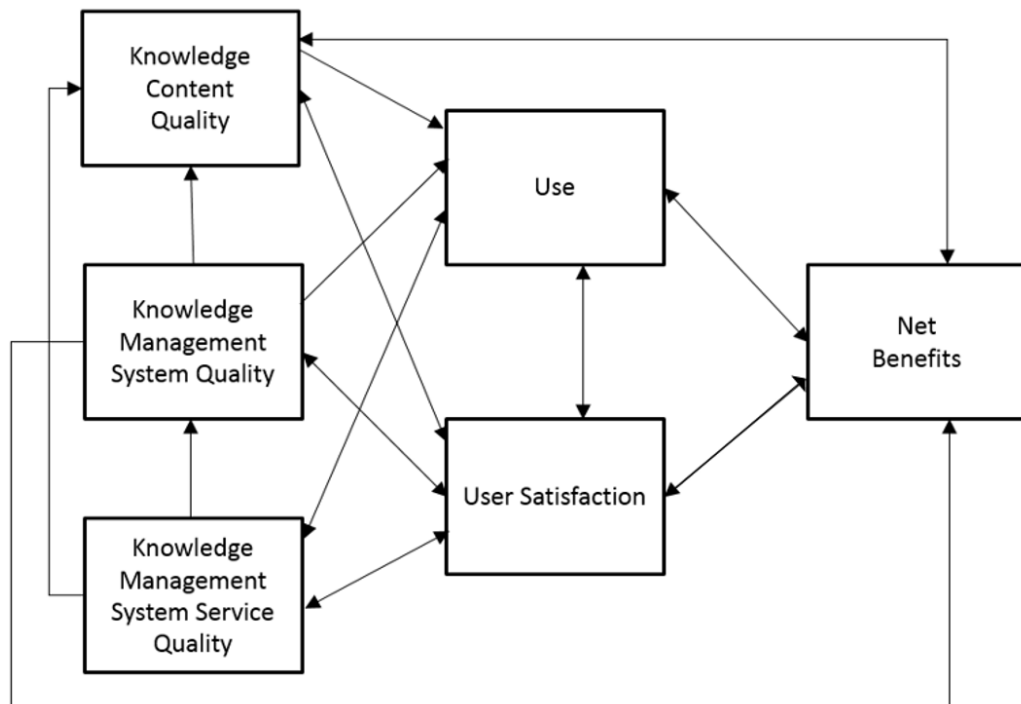 Knowledge
Content
Quality
Use
Knowledge
Management
System Quality
Net
Benefits
User Satisfaction
Knowledge
Management
System Service
Quality